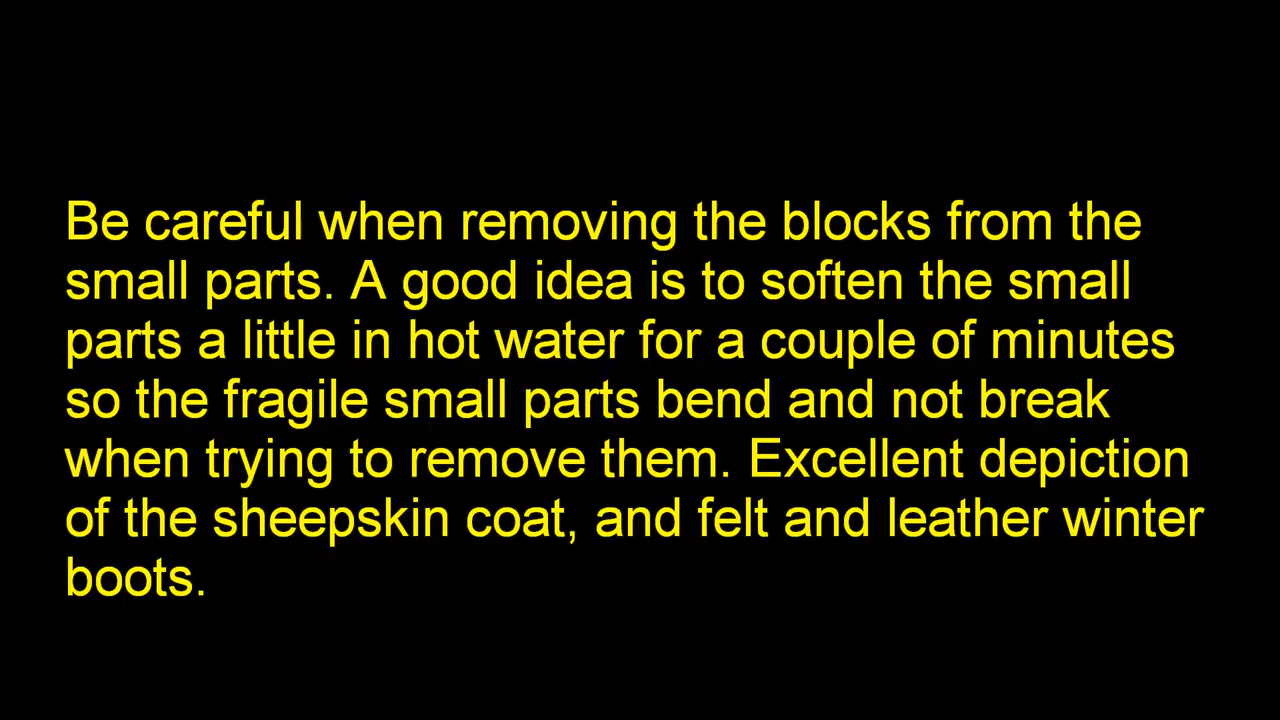 Be careful when removing the blocks from the
small parts. A good idea is to soften the small
parts a little in hot water for a couple of minutes
so the fragile small parts bend and not break
when trying to remove them. Excellent depiction
of the sheepskin coat, and felt and leather winter
boots.